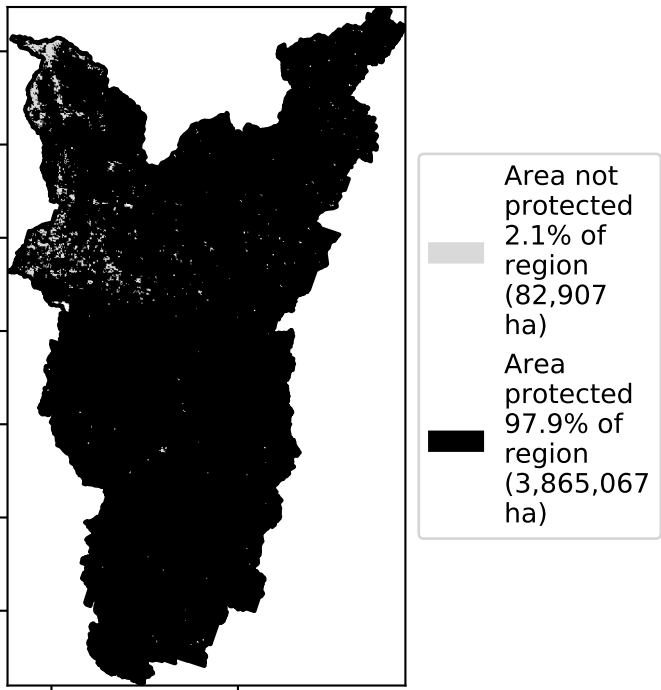 Area not
protected
2.1% of
region
(82,907
ha)
Area
protected
97.9% of
region
(3,865,067
ha)